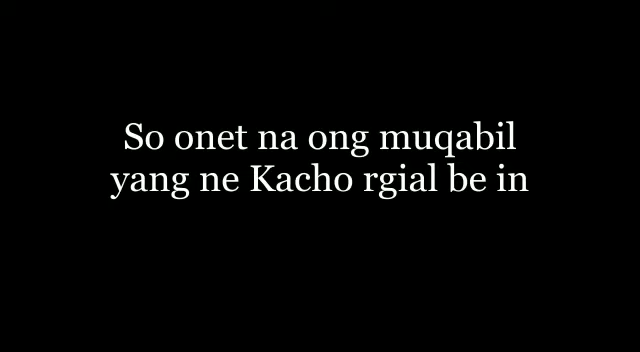 So onet na ong muqabil
yang ne Kacho rgial be in